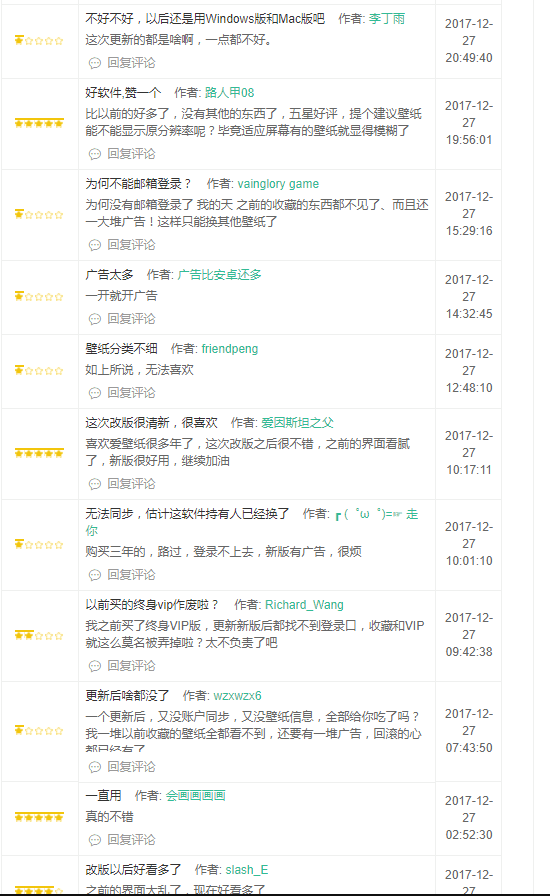 不好不好，以后还是用Windows版和Mac版吧 作者: 李丁雨
这次更新的都是啥啊，一点都不好。
回复评论
2017-12-
27
20:49:40
好软件,赞一个 作者: 路人甲08
比以前的好多了，没有其他的东西了，五星好评，提个建议壁纸
能不能显示原分辨率呢？毕竟适应屏幕有的壁纸就显得模糊了
回复评论
2017-12-
27
19:56:01
为何不能邮箱登录？ 作者: vainglory game
为何没有邮箱登录了 我的天 之前的收藏的东西都不见了、而且还
一大堆广告！这样只能换其他壁纸了
回复评论
2017-12-
27
15:29:16
广告太多 作者: 广告比安卓还多
一开就开广告
回复评论
2017-12-
27
14:32:45
壁纸分类不细 作者: friendpeng
如上所说，无法喜欢
回复评论
2017-12-
27
12:48:10
这次改版很清新，很喜欢 作者: 爱因斯坦之父
喜欢爱壁纸很多年了，这次改版之后很不错，之前的界面看腻
了，新版很好用，继续加油
回复评论
2017-12-
27
10:17:11
无法同步，估计这软件持有人已经换了 作者: ┏ (゜ω゜)=☞ 走
你
购买三年的，路过，登录不上去，新版有广告，很烦
回复评论
2017-12-
27
10:01:10
以前买的终身vip作废啦？ 作者: Richard_Wang
我之前买了终身VIP版，更新新版后都找不到登录口，收藏和VIP
就这么莫名被弄掉啦？太不负责了吧
回复评论
2017-12-
27
09:42:38
更新后啥都没了 作者: wzxwzx6
一个更新后，又没账户同步，又没壁纸信息，全部给你吃了吗？
我一堆以前收藏的壁纸全都看不到，还要有一堆广告，回滚的心
都已经有了
回复评论
2017-12-
27
07:43:50
一直用 作者: 会画画画画
真的不错
回复评论
2017-12-
27
02:52:30
改版以后好看多了 作者: slash_E
之前的界面太乱了，现在好看多了
2017-12-
27